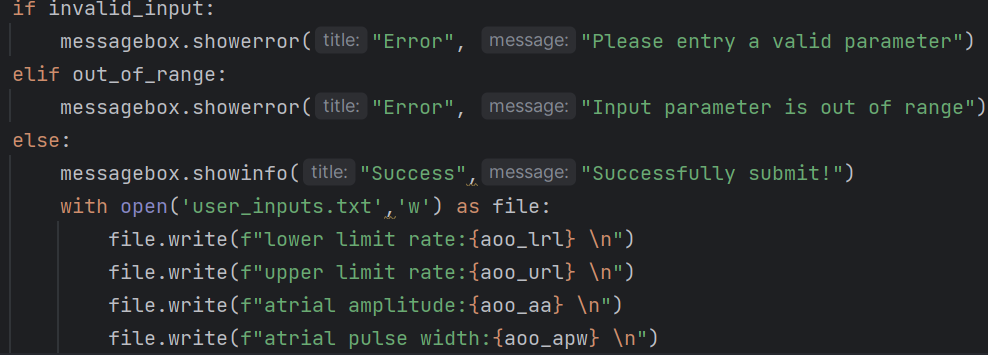 if invalid_input:
    messagebox.showerror( title: "Error", message: "Please entry a valid parameter")
elif out_of_range:
    messagebox.showerror( title: "Error", message: "Input parameter is out of range")
else:
    messagebox.showinfo( title: "Success", message: "Successfully submit!")
    with open('user_inputs.txt','w') as file:
        file.write(f"lower limit rate:{aoo_lrl} \n")
        file.write(f"upper limit rate:{aoo_url} \n")
        file.write(f"atrial amplitude:{aoo_aa} \n")
        file.write(f"atrial pulse width:{aoo_apw} \n")